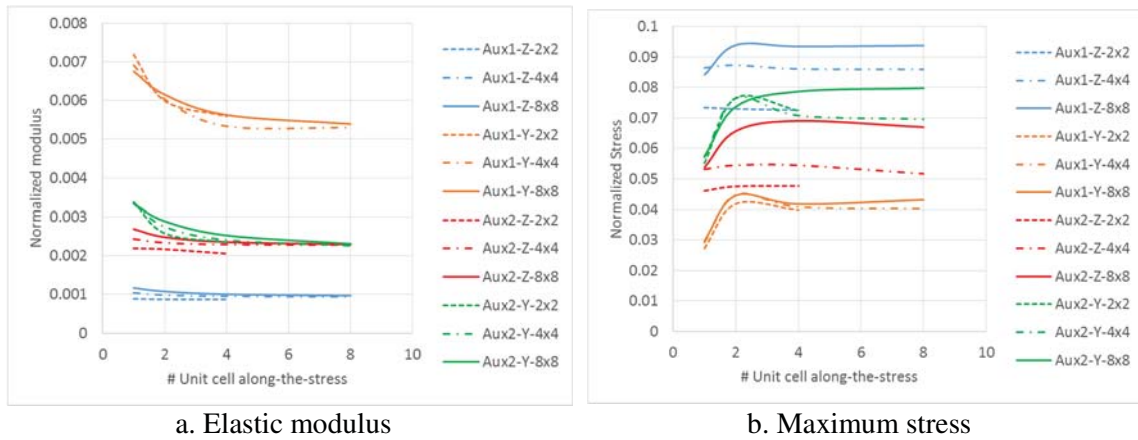 0.008
0.007
0.006
0.005
0.004
0.003
0.002
0.001
0
Normalized modulus
0 2 4 6 8 10
# Unit cell along-the-stress
Aux1-Z-2x2
Aux1-Z-4x4
Aux1-Z-8x8
Aux1-Y-2x2
Aux1-Y-4x4
Aux1-Y-8x8
Aux2-Z-2x2
Aux2-Z-4x4
Aux2-Z-8x8
Aux2-Y-2x2
Aux2-Y-4x4
Aux2-Y-8x8
a. Elastic modulus
0.1
0.09
0.08
0.07
0.06
0.05
0.04
0.03
0.02
0.01
0
Normalized Stress
0 2 4 6 8 10
# Unit cell along-the-stress
Aux1-Z-2x2
Aux1-Z-4x4
Aux1-Z-8x8
Aux1-Y-2x2
Aux1-Y-4x4
Aux1-Y-8x8
Aux2-Z-2x2
Aux2-Z-4x4
Aux2-Z-8x8
Aux2-Y-2x2
Aux2-Y-4x4
Aux2-Y-8x8
b. Maximum stress